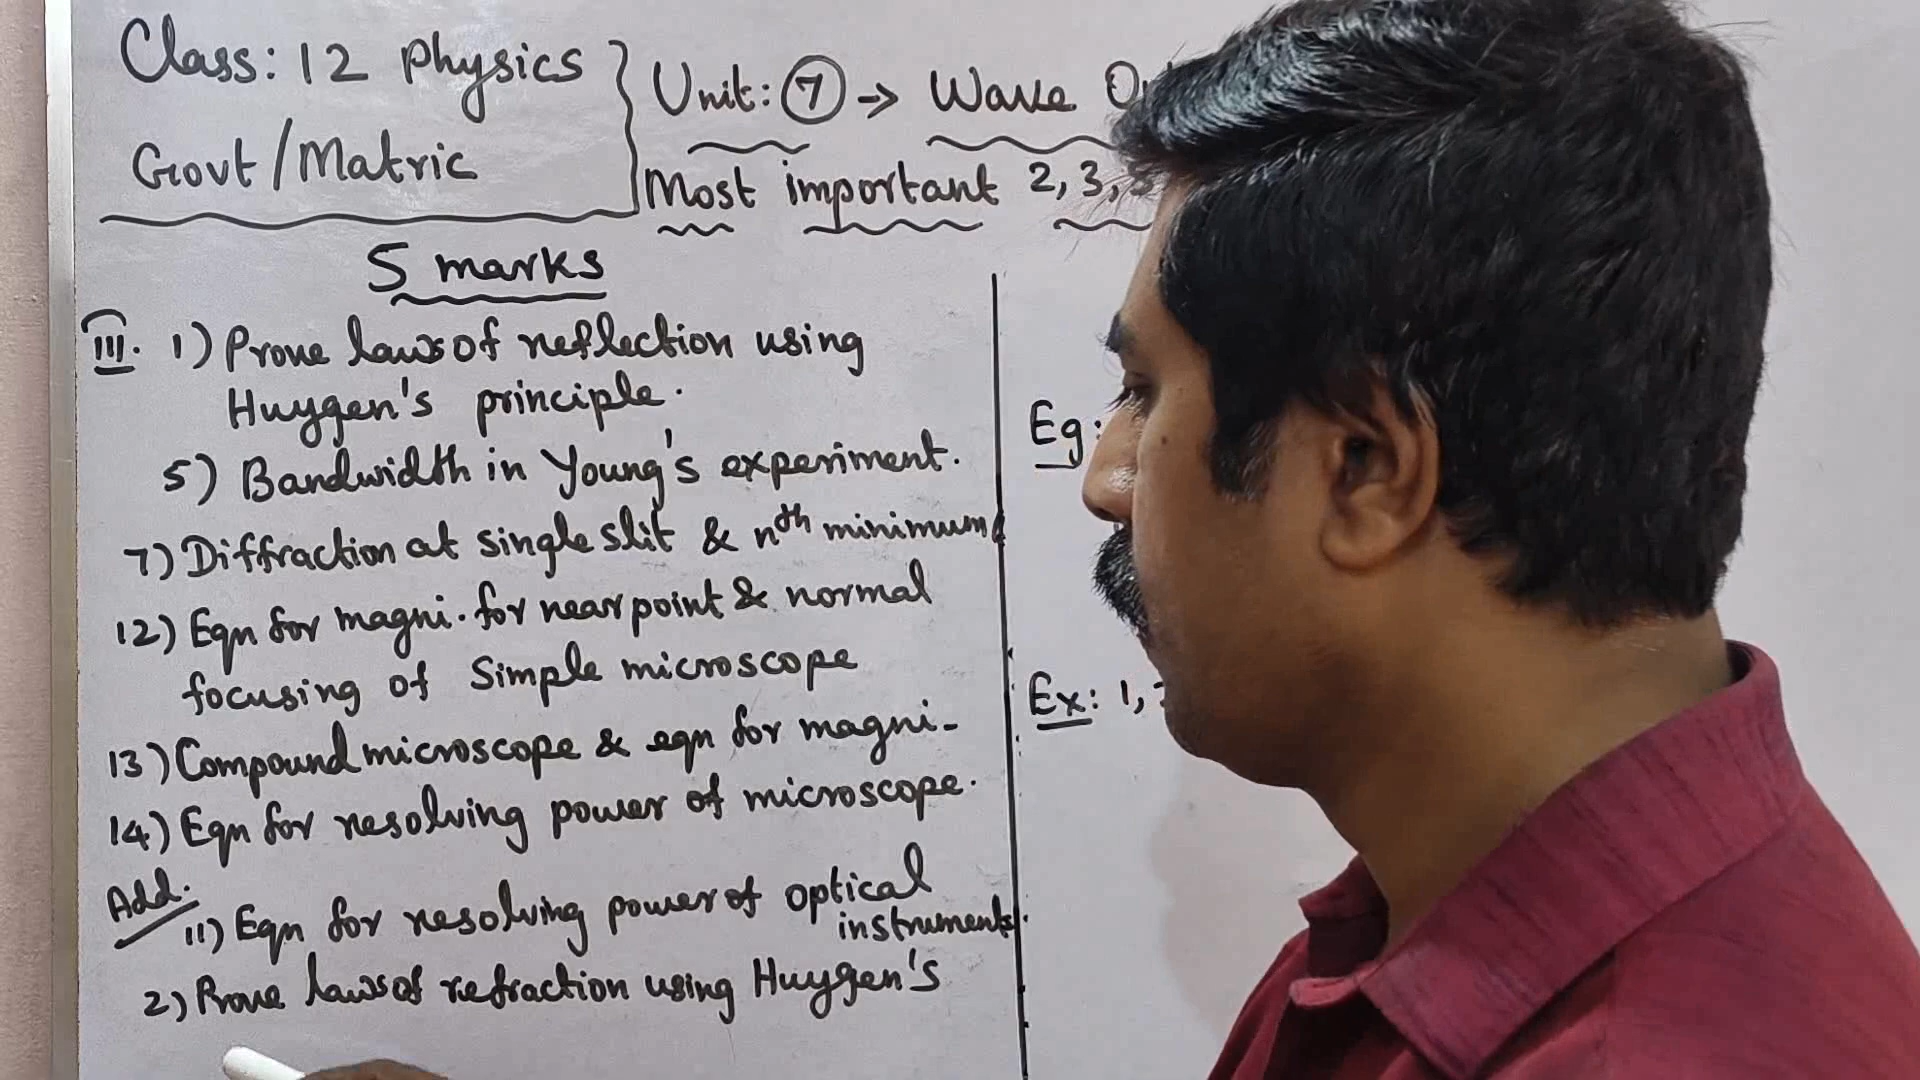 Class: 12 Physics
Govt/Matric
Unit: 7 → Wave
Most important 2, 3, 5
5 marks
III. 1) Prove laws of reflection using
Huygen's principle.
5) Bandwidth in Young's experiment.
7) Diffraction at single slit & nth minimum
12) Eqn for magni. for near point & normal
focusing of Simple microscope
13) Compound microscope & eqn for magni-
14) Eqn for resolving power of microscope.
Add.
11) Eqn for resolving power of optical
instruments.
2) Prove laws of refraction using Huygen's
Eg:
Ex: 1,